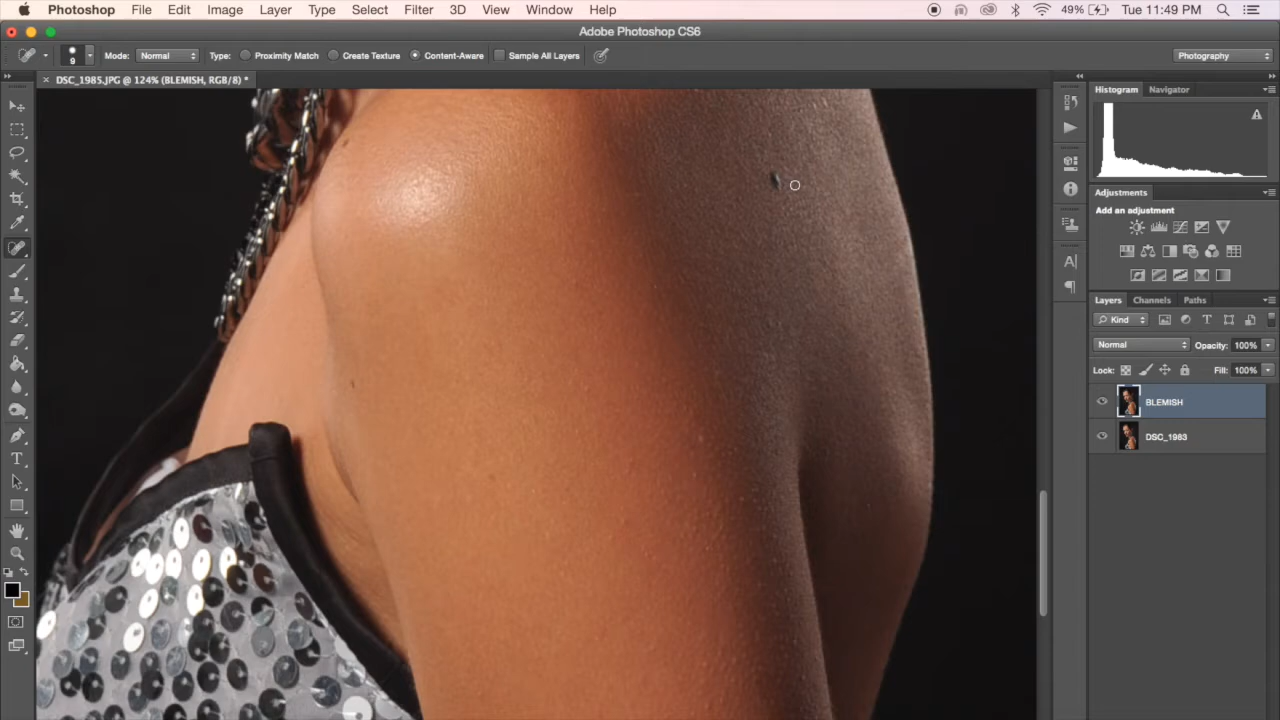 Photoshop File Edit Image Layer Type Select Filter 3D View Window Help 49% Tue 11:49 PM
Adobe Photoshop CS6
9 Mode: Normal Type: Proximity Match Create Texture Content-Aware Sample All Layers Photography
× DSC_1985.JPG @ 124% (BLEMISH, RGB/8) *
Histogram Navigator
Adjustments
Add an adjustment
Layers Channels Paths
Kind
Normal Opacity: 100%
Lock: Fill: 100%
BLEMISH
DSC_1983